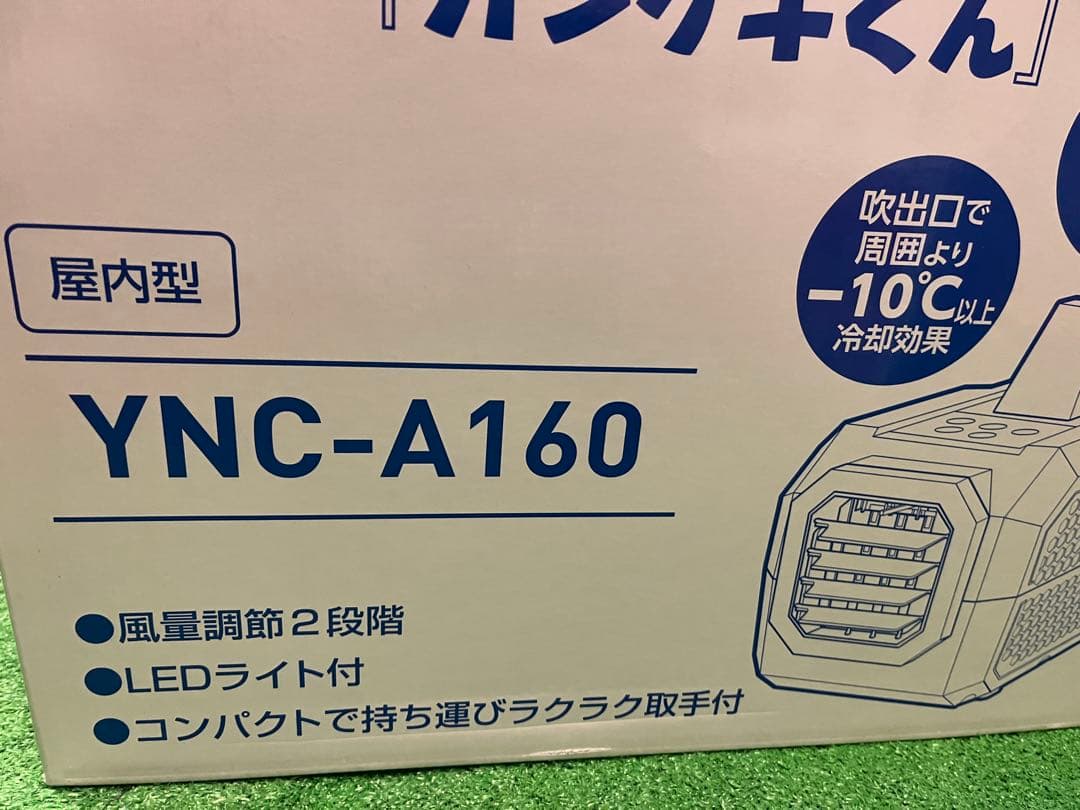 屋内型
YNC-A160
吹出口で
周囲より
-10℃以上
冷却効果
●風量調節２段階
●LEDライト付
●コンパクトで持ち運びラクラク取手付